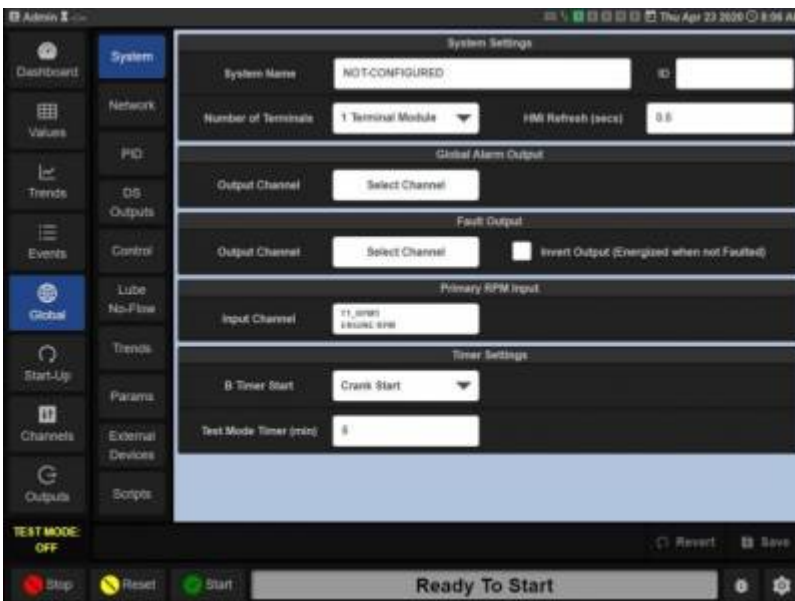 Admin
Thu Apr 23 2020 8:06 AM
Dashboard
Values
Trends
Events
Global
Start-Up
Channels
Outputs
TEST MODE:
OFF
System
Network
PID
DS
Outputs
Control
Lube
No-Flow
Trends
Params
External
Devices
Scripts
System Settings
System Name
NOT-CONFIGURED
ID
Number of Terminals
1 Terminal Module
HMI Refresh (secs)
Global Alarm Output
Output Channel
Select Channel
Fault Output
Output Channel
Select Channel
Invert Output (Energized when not Faulted)
Primary RPM Input
Input Channel
ENGINE RPM
Timer Settings
B Timer Start
Crank Start
Test Mode Timer (min)
Revert
Save
Stop
Reset
Start
Ready To Start